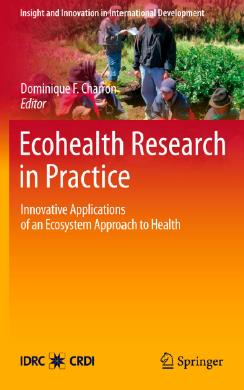 Insight and Innovation in International Development
Dominique F. Charron
Editor
Ecohealth Research
in Practice
Innovative Applications
of an Ecosystem Approach to Health
IDRC CRDI
Springer